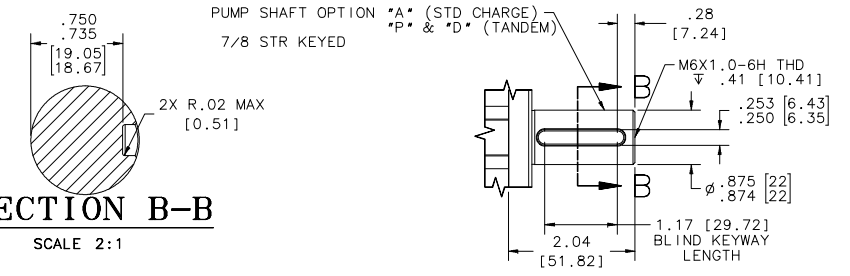 .750
.735
[19.05]
[18.67]
2X R.02 MAX
[0.51]
ECTION B-B
SCALE 2:1
PUMP SHAFT OPTION "A" (STD CHARGE)
"P" & "D" (TANDEM)
7/8 STR KEYED
.28
[7.24]
M6X1.0-6H THD
↧ .41 [10.41]
B
.253 [6.43]
.250 [6.35]
B
⌀ .875 [22]
.874 [22]
1.17 [29.72]
BLIND KEYWAY
LENGTH
2.04
[51.82]